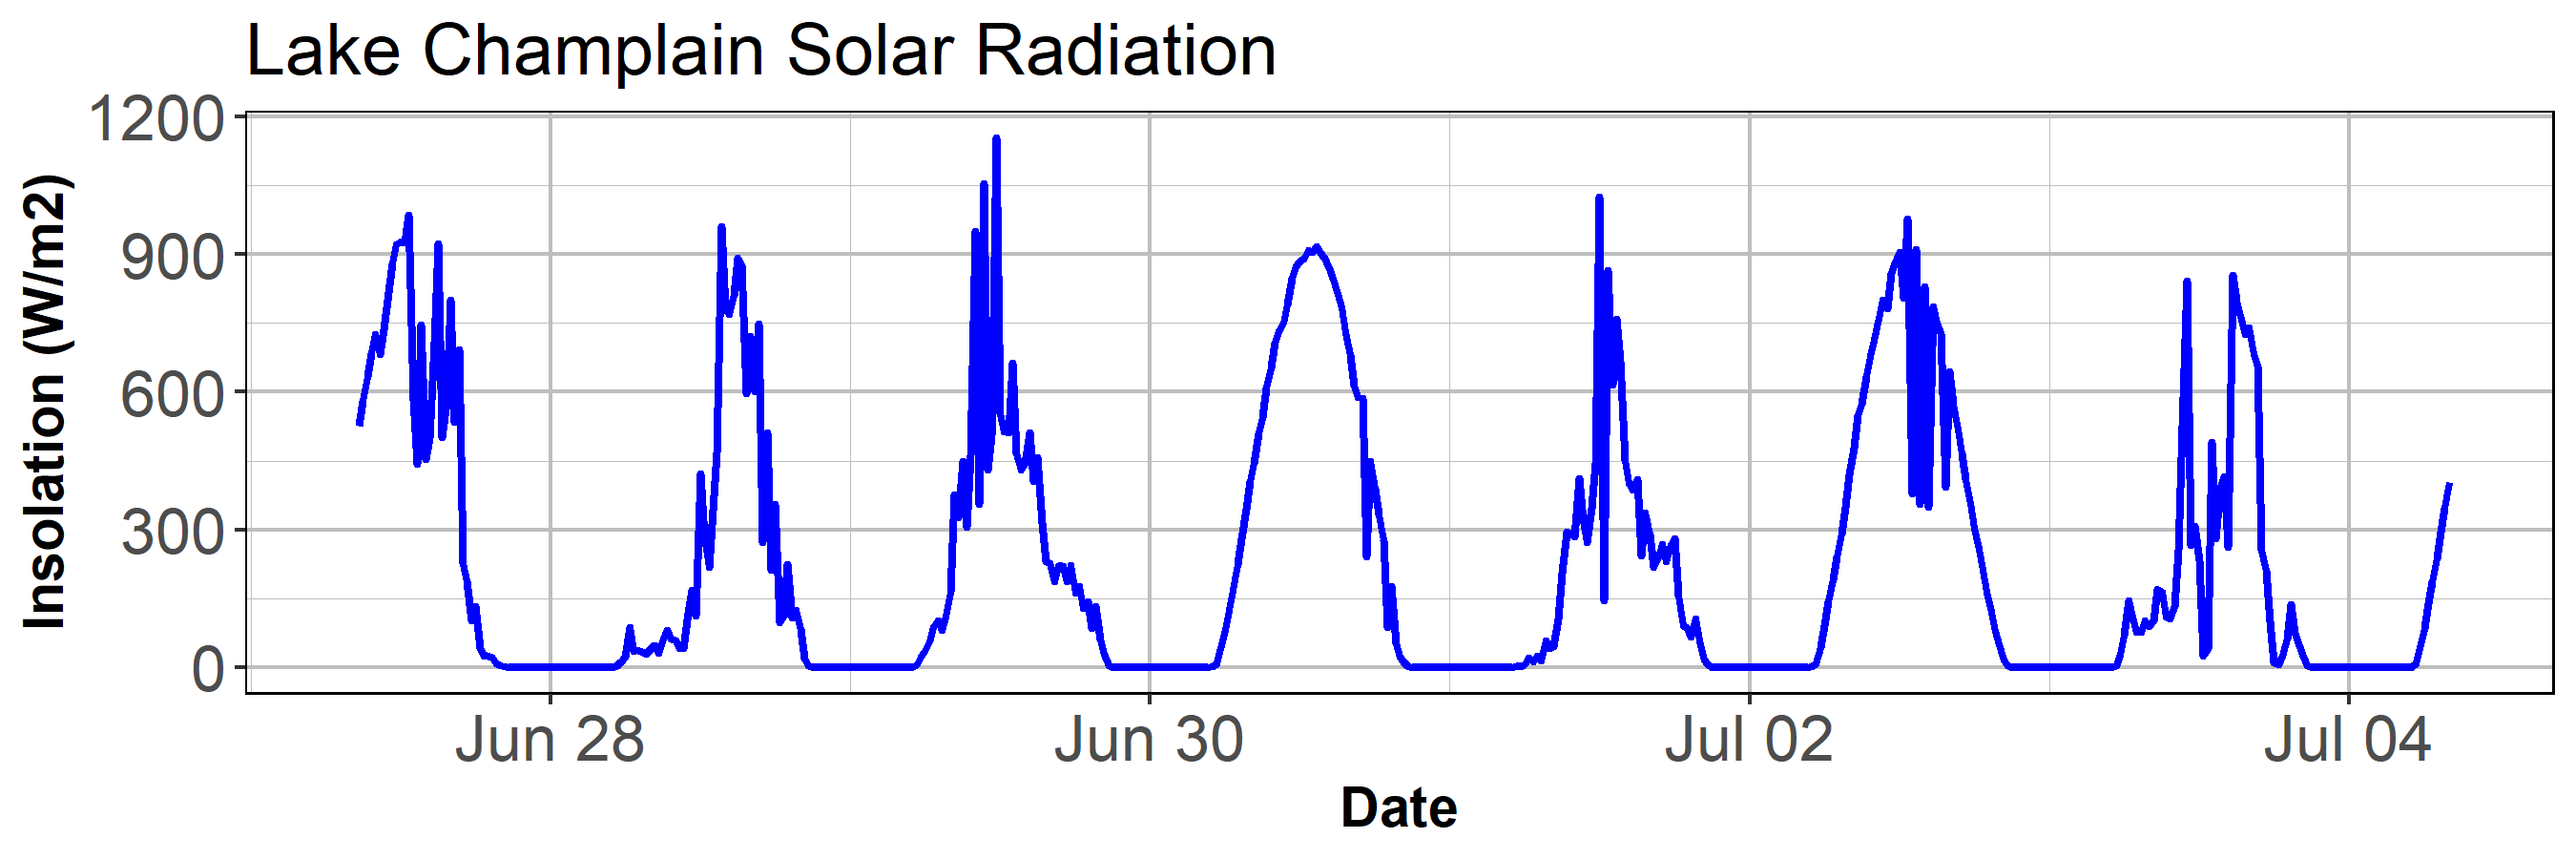 Lake Champlain Solar Radiation
1200
900
600
300
0
Insolation (W/m2)
Jun 28 Jun 30 Jul 02 Jul 04
Date